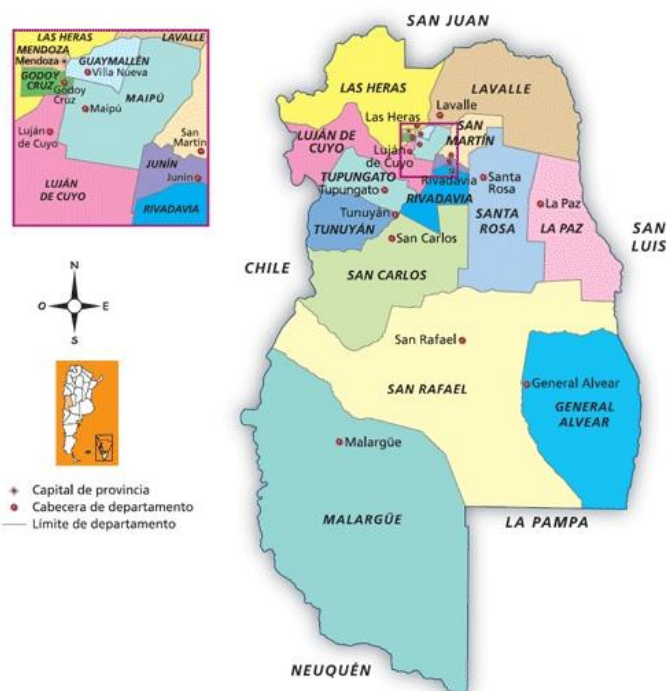 LAS HERAS
LAVALLE
MENDOZA
Mendoza
GUAYMALLÉN
Villa Nueva
GODOY
CRUZ
Godoy
Cruz
MAIPÚ
Maipú
Luján
de Cuyo
San
Martín
JUNÍN
Junín
LUJÁN
DE CUYO
RIVADAVIA
N
O
E
S
Capital de provincia
Cabecera de departamento
Límite de departamento
SAN JUAN
LAS HERAS
LAVALLE
Las Heras
Lavalle
LUJÁN DE
CUYO
SAN
MARTÍN
Luján
de Cuyo
TUPUNGATO
Tupungato
Rivadavia
RIVADAVIA
Santa
Rosa
SANTA
ROSA
La Paz
LA PAZ
SAN
LUIS
Tunuyán
TUNUYÁN
San Carlos
CHILE
SAN CARLOS
San Rafael
SAN RAFAEL
General Alvear
GENERAL
ALVEAR
Malargüe
MALARGÜE
LA PAMPA
NEUQUÉN